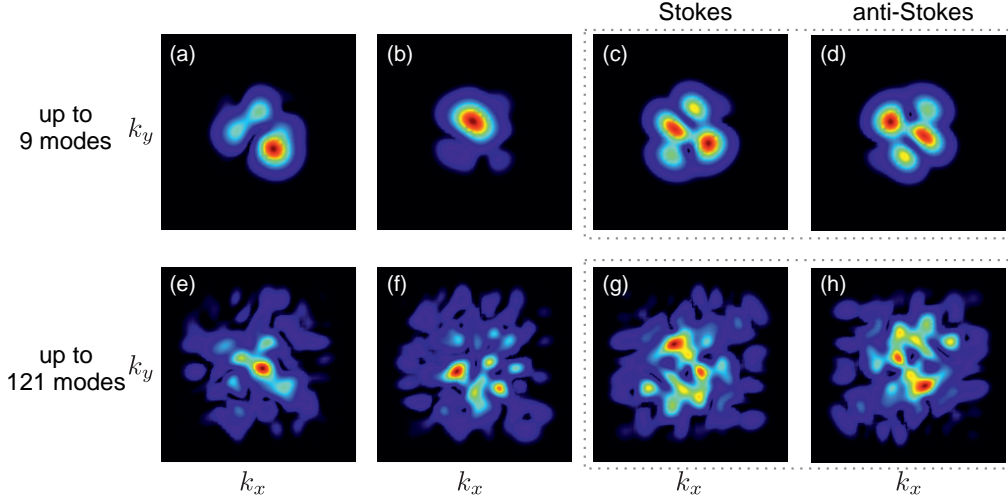 Stokes anti-Stokes
(a) (b) (c) (d)
up to
9 modes k_y
(e) (f) (g) (h)
up to
121 modes k_y
k_x k_x k_x k_x